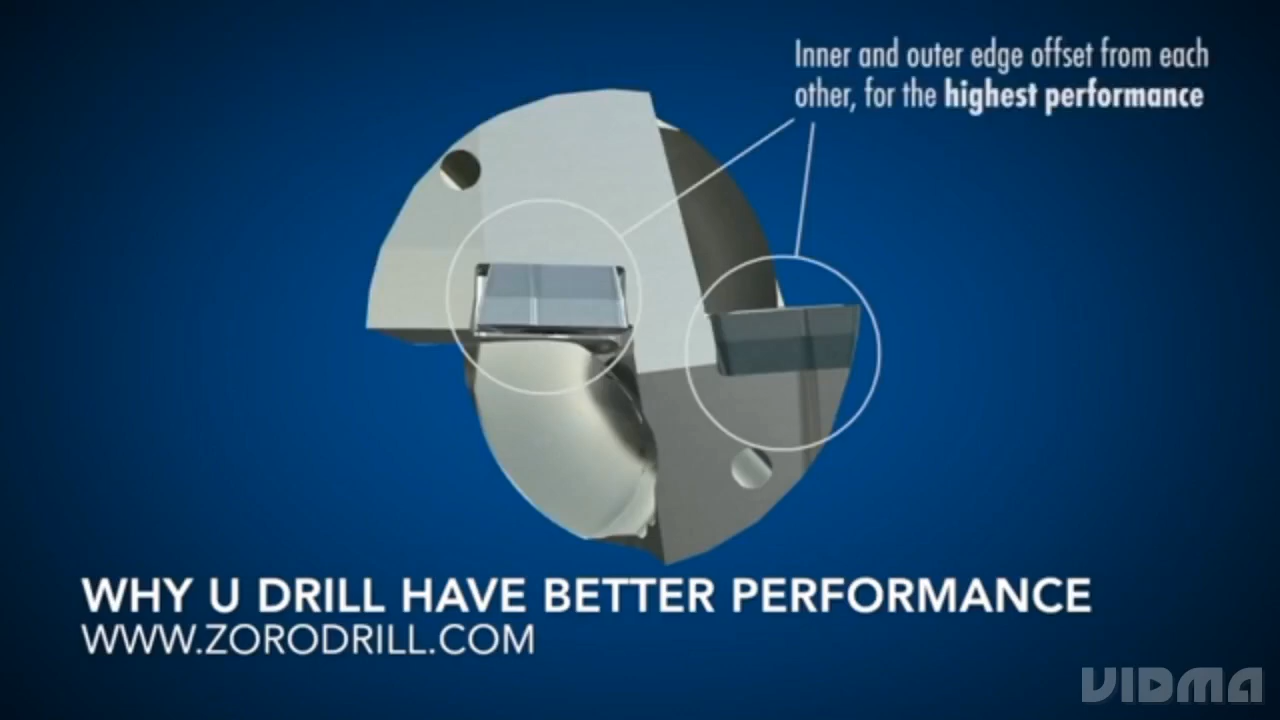 Inner and outer edge offset from each
other, for the highest performance
WHY U DRILL HAVE BETTER PERFORMANCE
WWW.ZORODRILL.COM
VIDMA